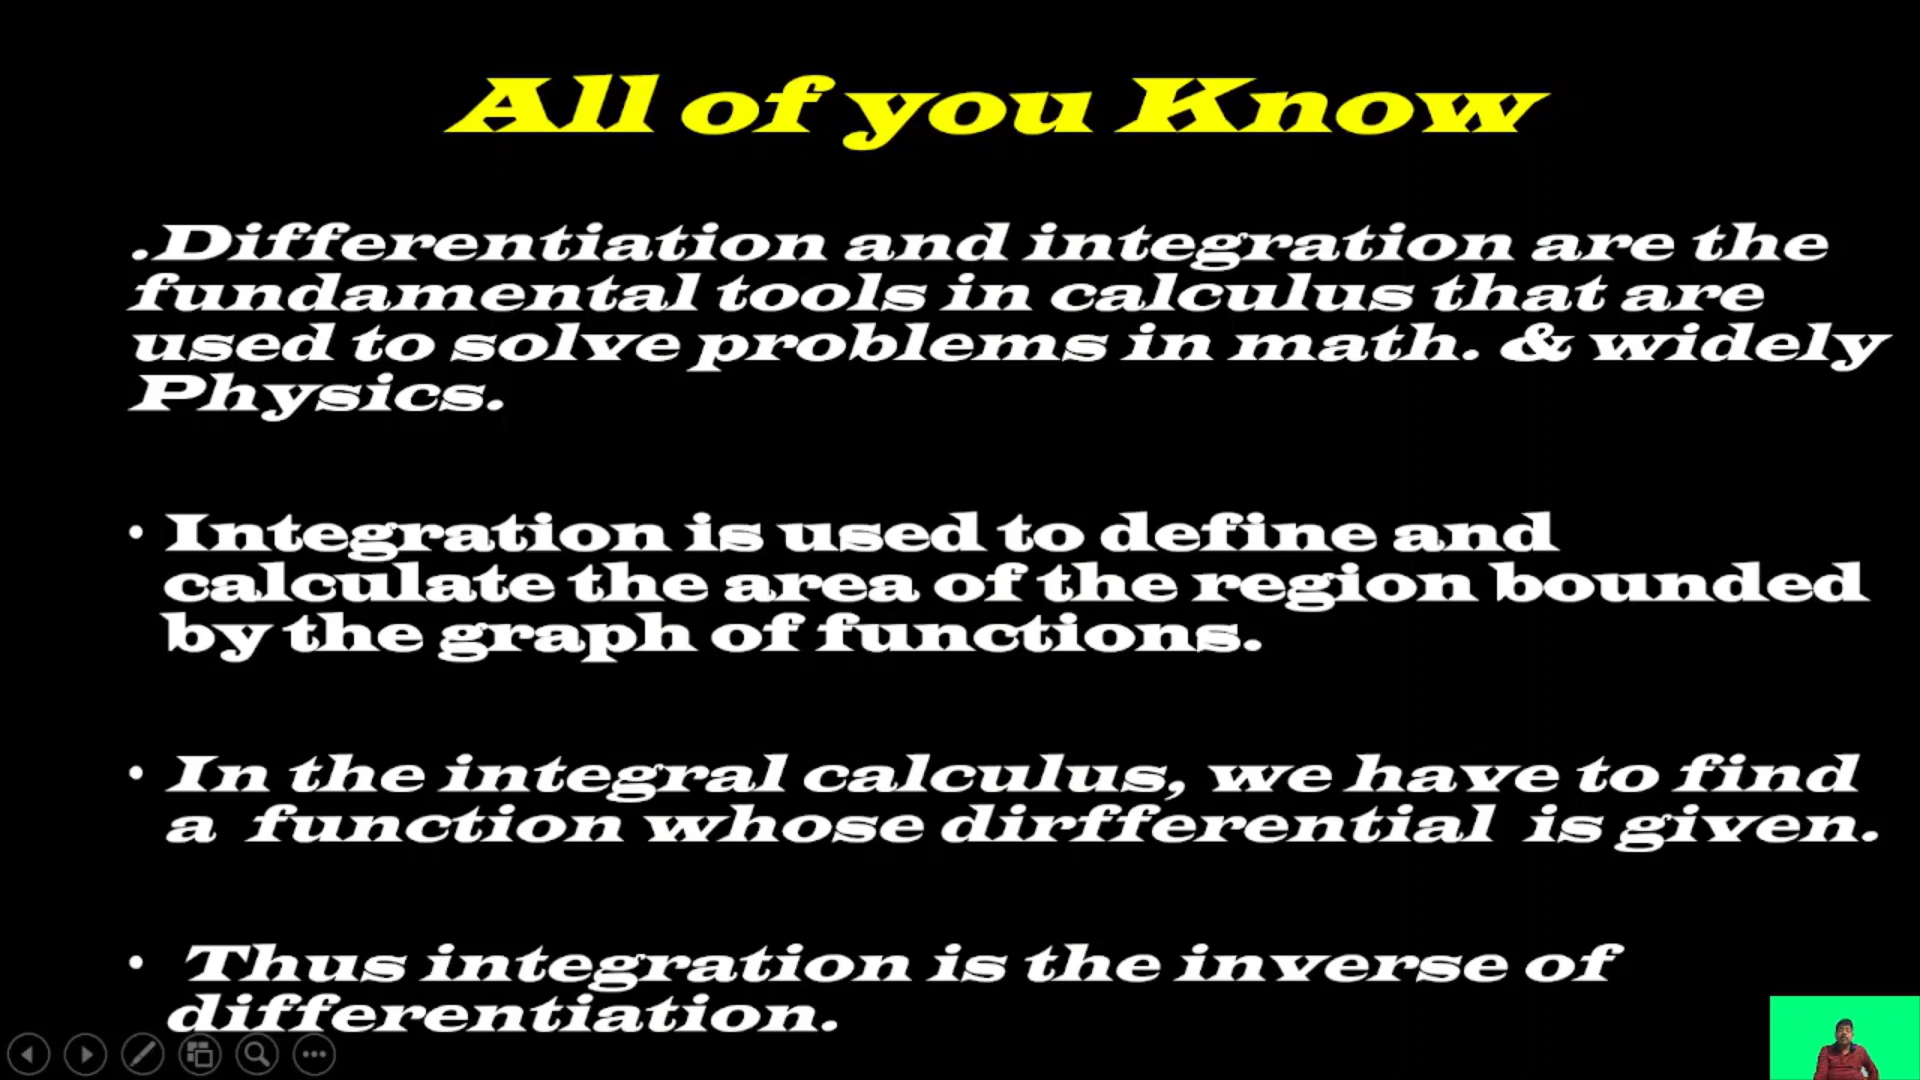 All of you Know
.Differentiation and integration are the
fundamental tools in calculus that are
used to solve problems in math. & widely
Physics.
• Integration is used to define and
calculate the area of the region bounded
by the graph of functions.
• In the integral calculus, we have to find
a function whose dirfferential is given.
• Thus integration is the inverse of
differentiation.